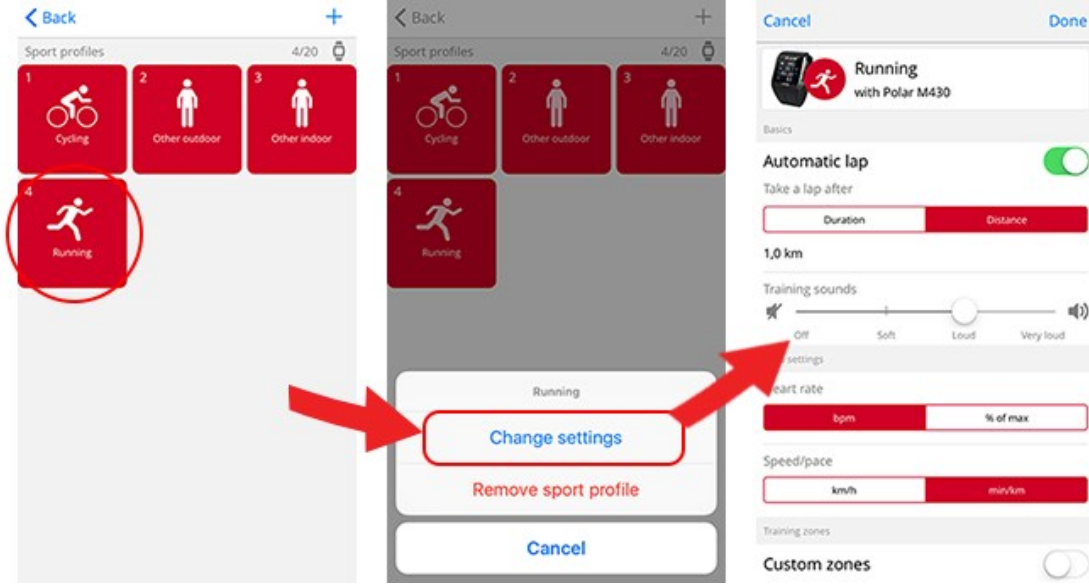 Back
+
Sport profiles 4/20
1
Cycling
2
Other outdoor
3
Other indoor
4
Running
Back
+
Sport profiles 4/20
1
Cycling
2
Other outdoor
3
Other indoor
4
Running
Running
Change settings
Remove sport profile
Cancel
Cancel Done
Running
with Polar M430
Basics
Automatic lap
Take a lap after
Duration Distance
1,0 km
Training sounds
Off Soft Loud Very loud
settings
eart rate
bpm % of max
Speed/pace
km/h min/km
Training zones
Custom zones